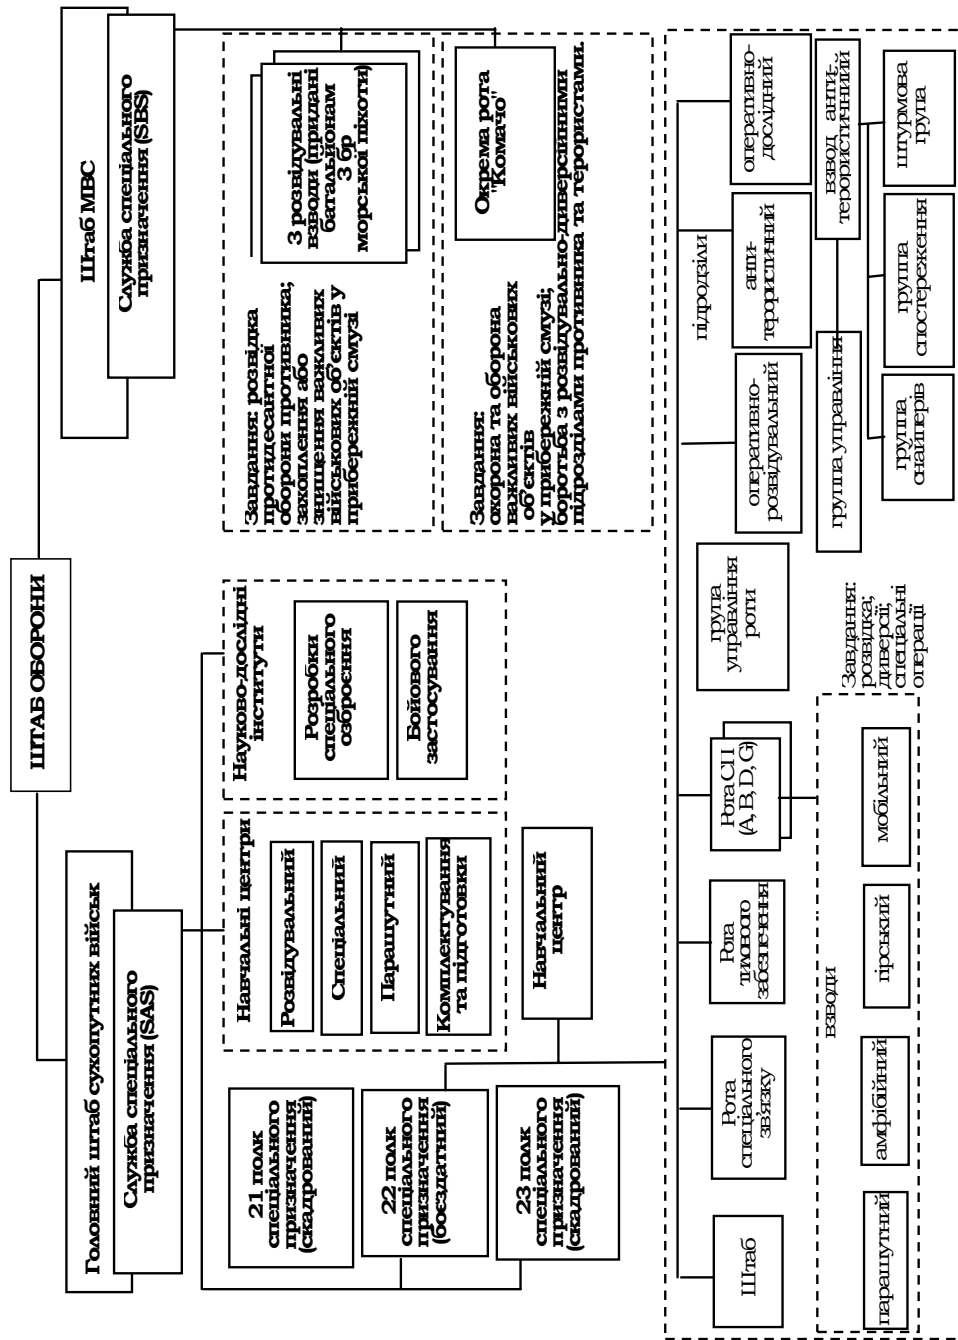 ШТАБ ОБОРОНИ
Головний штаб сухопутних військ
Служба спеціального
призначення (SAS)
Штаб МВС
Служба спеціального
призначення (SBS)
21 полк
спеціального
призначення
(скадрований)
22 полк
спеціального
призначення
(боєздатний)
23 полк
спеціального
призначення
(скадрований)
Навчальні центри
Розвідувальний
Спеціальний
Парашутний
Комплектування
та підготовки
Навчальний
центр
Науково-дослідні
інститути
Розробки
спеціального
озброєння
Бойового
застосування
Завдання: розвідка
протидесантної
оборони противника;
захоплення або
знищення важливих
військових об'єктів у
прибережній смузі
3 розвідувальні
взводи (придані
батальйонам
3 бр
морської піхоти)
Завдання:
охорона та оборона
важливих військових
об'єктів
у прибережній смузі;
боротьба з розвідувально-диверсійними
підрозділами противника та терористами.
Окрема рота
"Комачо"
Штаб
Рота
спеціального
зв'язку
Рота
тилового
забезпечення
Рота СП
(A, B, D, G)
група
управління
роти
підродзіли
оперативно-
розвідувальний
анти-
терористичний
оперативно-
дослідний
взводи
парашутний
амфібійний
гірський
мобільний
Завдання:
розвідка;
диверсії;
спеціальні
операції
группа управління
взвод анти-
терористичний
группа
снайперів
группа
спостереження
штурмова
група